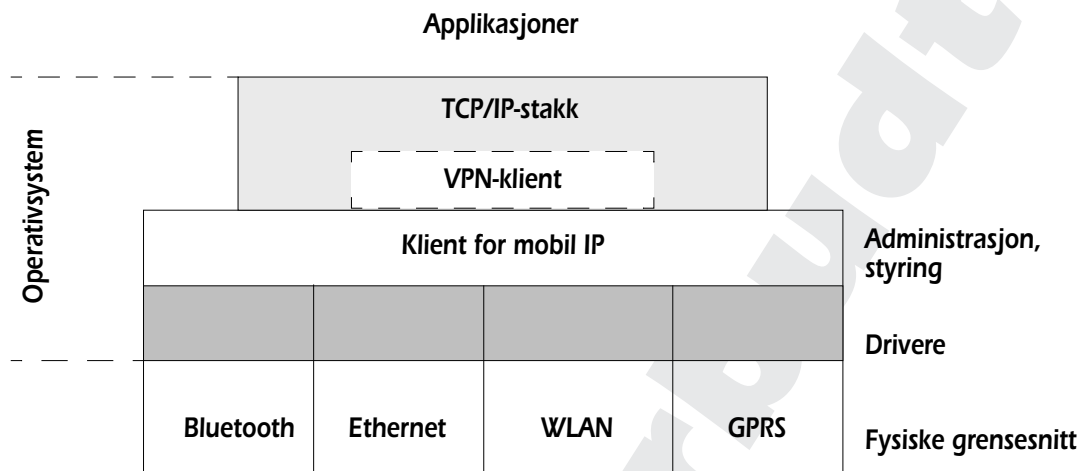 Applikasjoner
TCP/IP-stakk
VPN-klient
Operativsystem
Klient for mobil IP
Administrasjon,
styring
Drivere
Bluetooth
Ethernet
WLAN
GPRS
Fysiske grensesnitt
rbudt